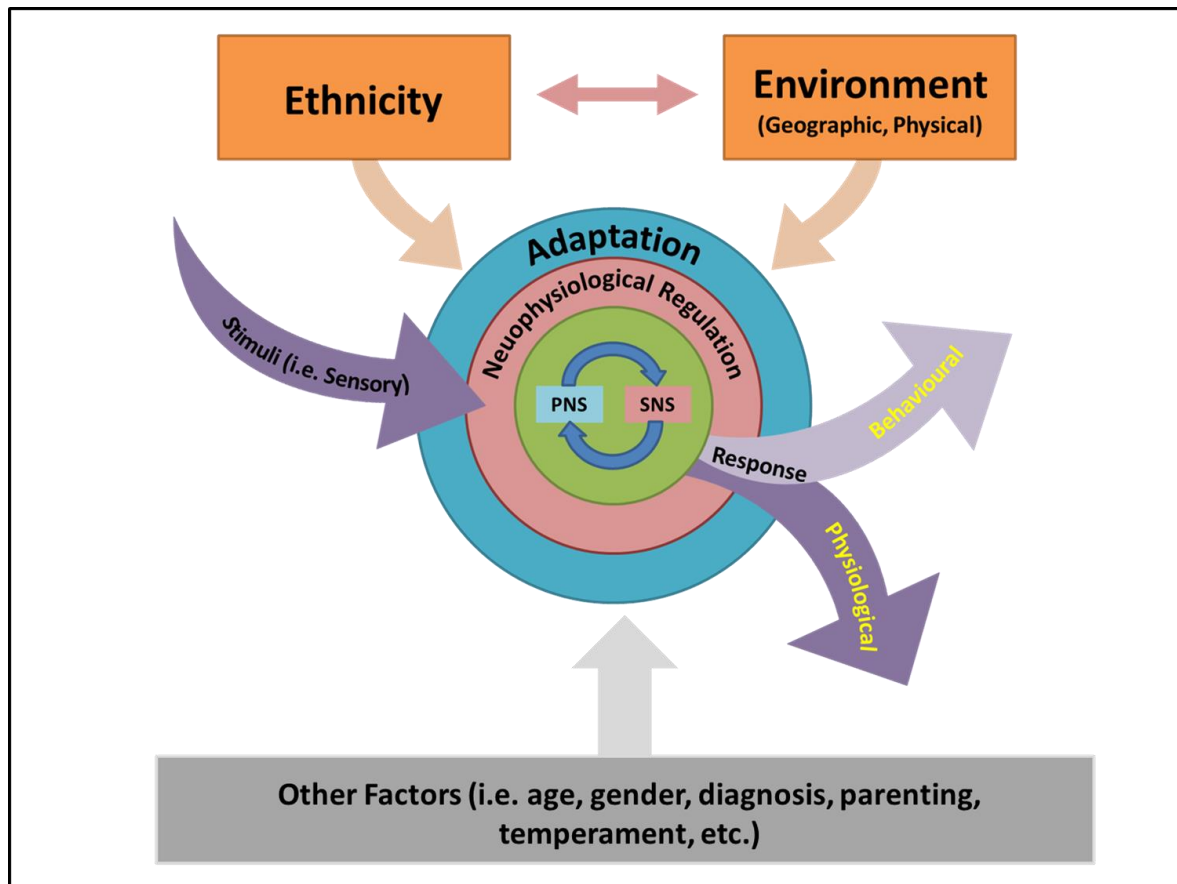 Ethnicity
Environment
(Geographic, Physical)
Adaptation
Neuophysiological Regulation
Stimuli (i.e. Sensory)
PNS
SNS
Response
Behavioural
Physiological
Other Factors (i.e. age, gender, diagnosis, parenting,
temperament, etc.)